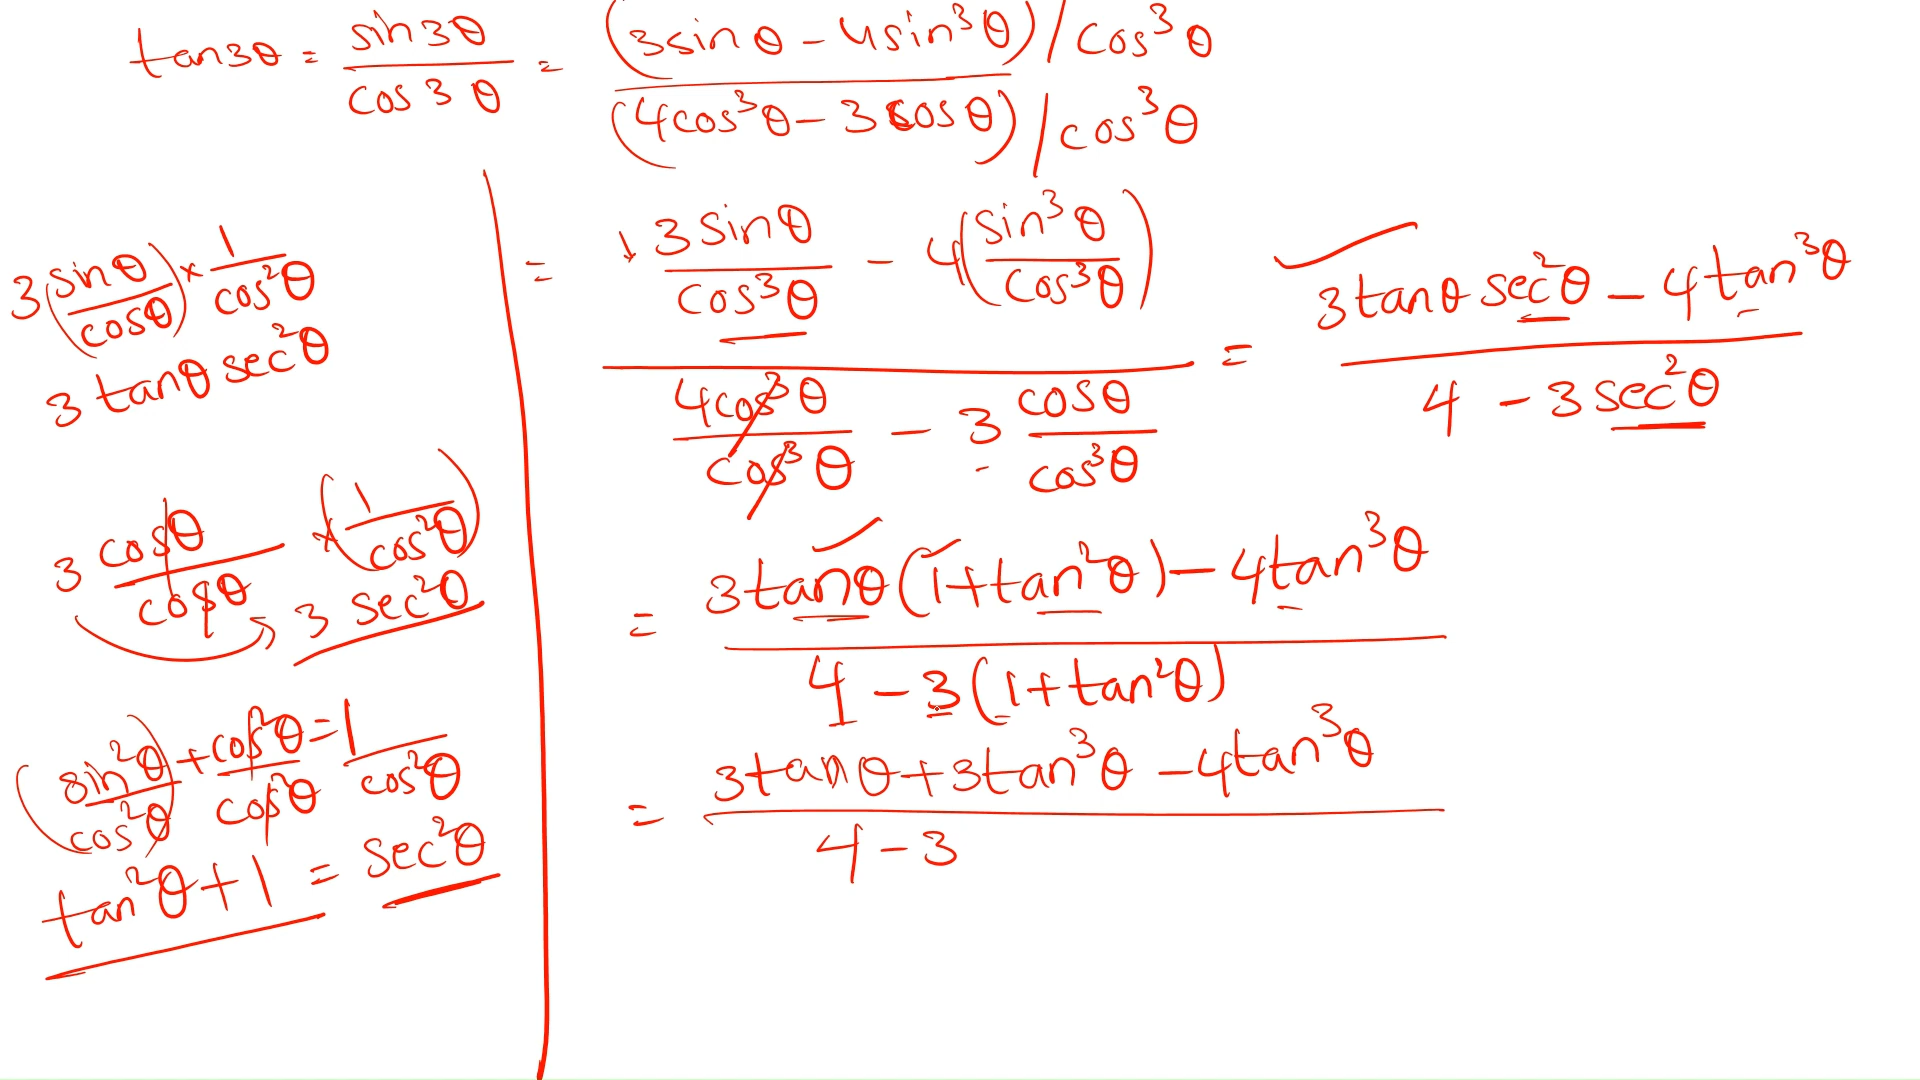 tan3θ = sin3θ / cos3θ = (3sinθ - 4sin³θ)/cos³θ / (4cos³θ - 3cosθ)/cos³θ
= 3sinθ/cos³θ - 4(sin³θ/cos³θ) / 4cos³θ/cos³θ - 3 cosθ/cos³θ = 3tanθ sec²θ - 4tan³θ / 4 - 3sec²θ
= 3tanθ(1+tan²θ) - 4tan³θ / 4 - 3(1+tan²θ)
= 3tanθ + 3tan³θ - 4tan³θ / 4 - 3
3(sinθ/cosθ) × 1/cos²θ
3 tanθ sec²θ
3 cosθ/cosθ × (1/cos²θ)
3 sec²θ
(sin²θ/cos²θ) + cos²θ/cos²θ = 1/cos²θ
tan²θ + 1 = sec²θ